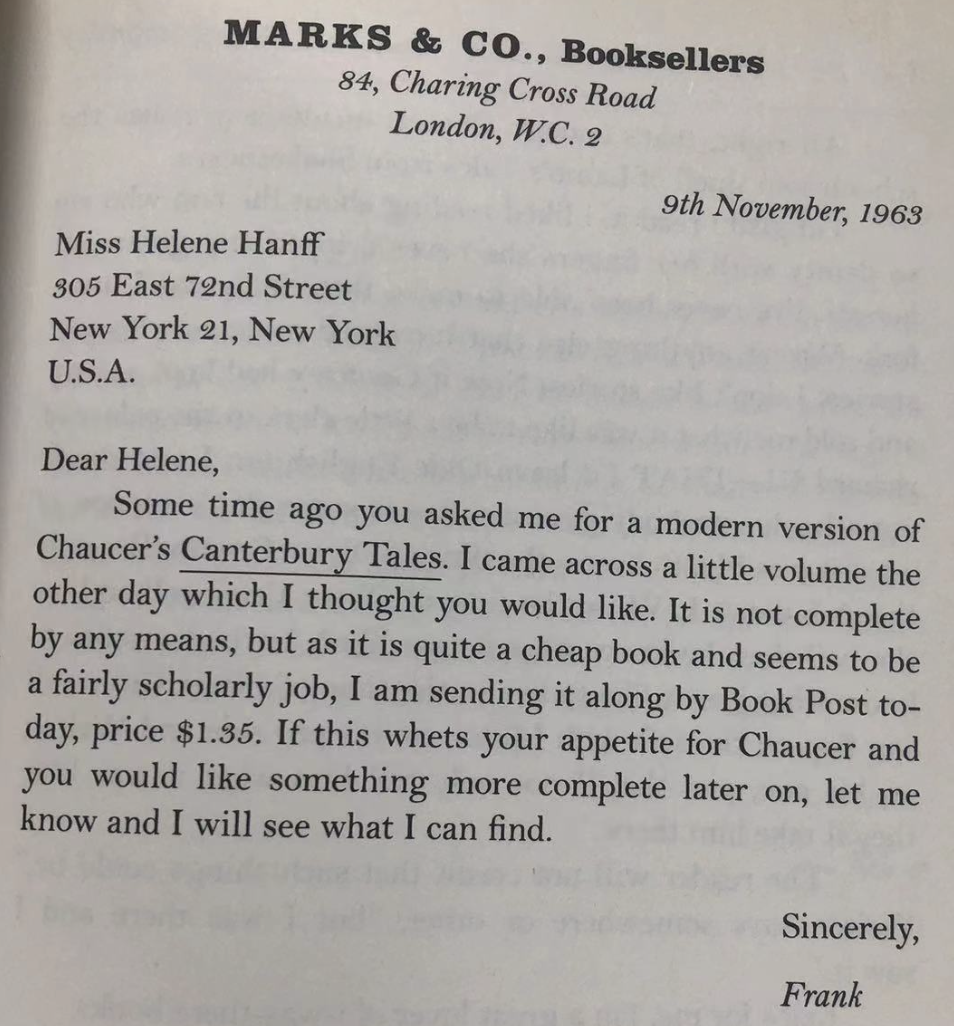 MARKS & CO., Booksellers
84, Charing Cross Road
London, W.C. 2
9th November, 1963
Miss Helene Hanff
305 East 72nd Street
New York 21, New York
U.S.A.
Dear Helene,
Some time ago you asked me for a modern version of
Chaucer's Canterbury Tales. I came across a little volume the
other day which I thought you would like. It is not complete
by any means, but as it is quite a cheap book and seems to be
a fairly scholarly job, I am sending it along by Book Post to-
day, price $1.35. If this whets your appetite for Chaucer and
you would like something more complete later on, let me
know and I will see what I can find.
Sincerely,
Frank